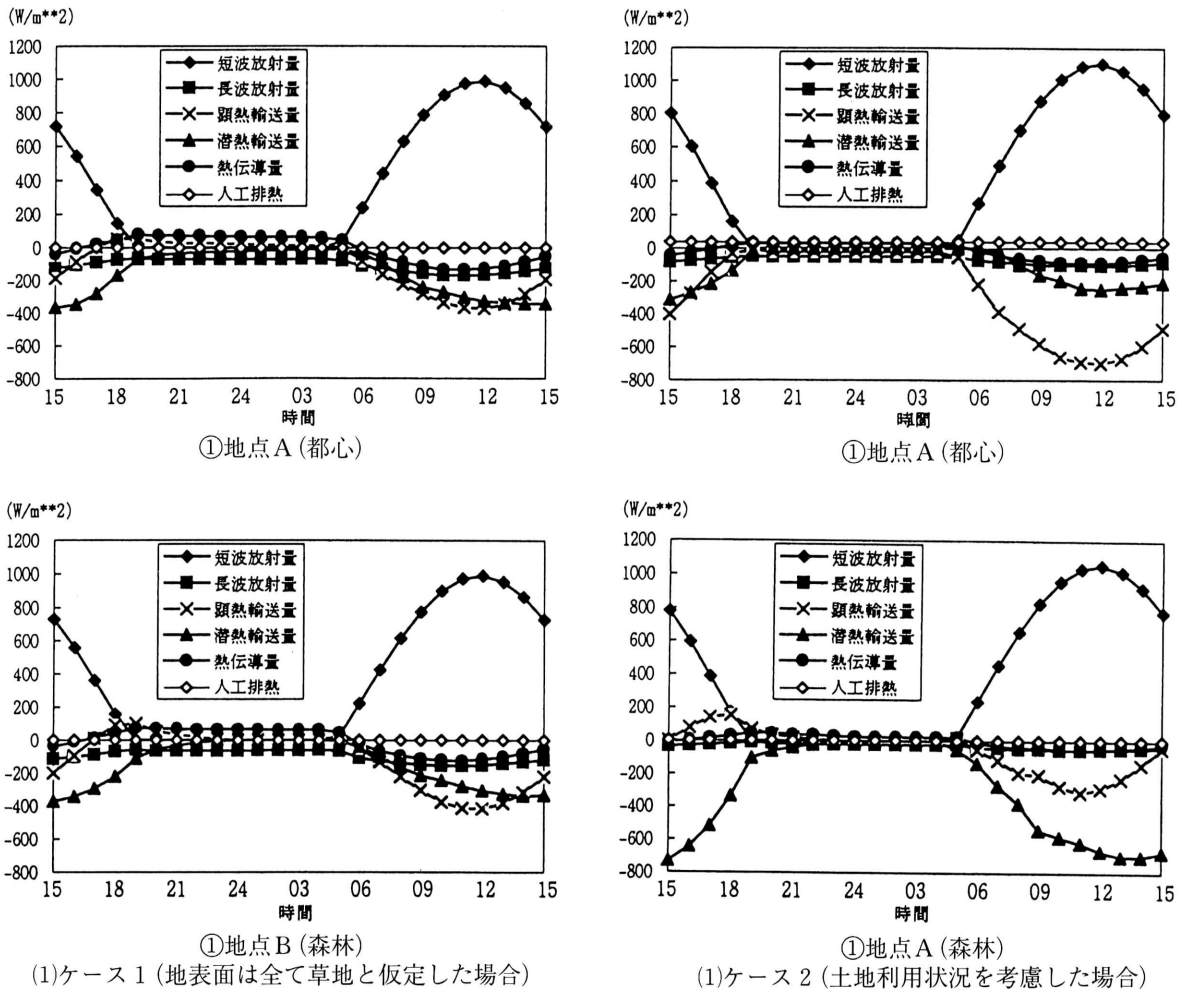 (W/m**2)
1200
1000
800
600
400
200
0
-200
-400
-600
-800
短波放射量
長波放射量
顕熱輸送量
潜熱輸送量
熱伝導量
人工排熱
15 18 21 24 03 06 09 12 15
時間
①地点A(都心)
(W/m**2)
1200
1000
800
600
400
200
0
-200
-400
-600
-800
短波放射量
長波放射量
顕熱輸送量
潜熱輸送量
熱伝導量
人工排熱
15 18 21 24 03 06 09 12 15
時間
①地点A(都心)
(W/m**2)
1200
1000
800
600
400
200
0
-200
-400
-600
-800
短波放射量
長波放射量
顕熱輸送量
潜熱輸送量
熱伝導量
人工排熱
15 18 21 24 03 06 09 12 15
時間
①地点B(森林)
(1)ケース1(地表面は全て草地と仮定した場合)
(W/m**2)
1200
1000
800
600
400
200
0
-200
-400
-600
-800
短波放射量
長波放射量
顕熱輸送量
潜熱輸送量
熱伝導量
人工排熱
15 18 21 24 03 06 09 12 15
時間
①地点A(森林)
(1)ケース2(土地利用状況を考慮した場合)